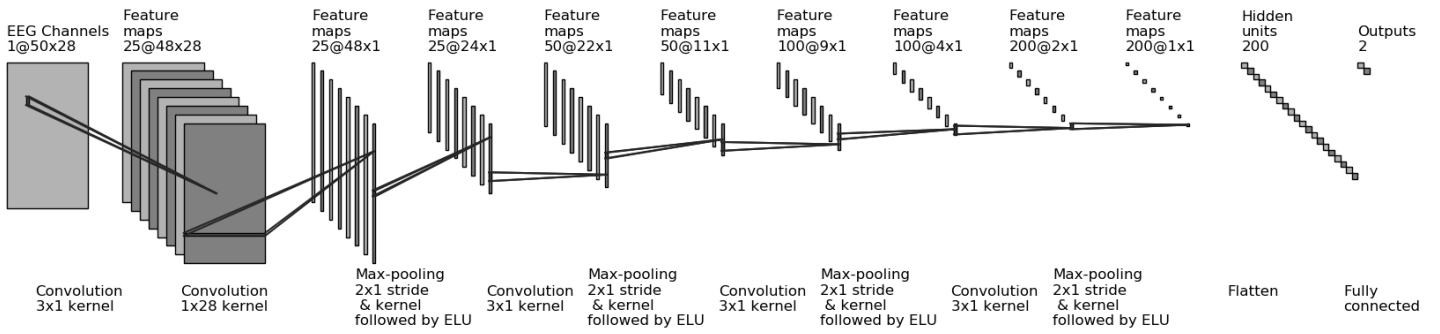 EEG Channels
1@50x28
Feature
maps
25@48x28
Feature
maps
25@48x1
Feature
maps
25@24x1
Feature
maps
50@22x1
Feature
maps
50@11x1
Feature
maps
100@9x1
Feature
maps
100@4x1
Feature
maps
200@2x1
Feature
maps
200@1x1
Hidden
units
200
Outputs
2
Convolution
3x1 kernel
Convolution
1x28 kernel
Max-pooling
2x1 stride
& kernel
followed by ELU
Convolution
3x1 kernel
Max-pooling
2x1 stride
& kernel
followed by ELU
Convolution
3x1 kernel
Max-pooling
2x1 stride
& kernel
followed by ELU
Convolution
3x1 kernel
Max-pooling
2x1 stride
& kernel
followed by ELU
Flatten
Fully
connected